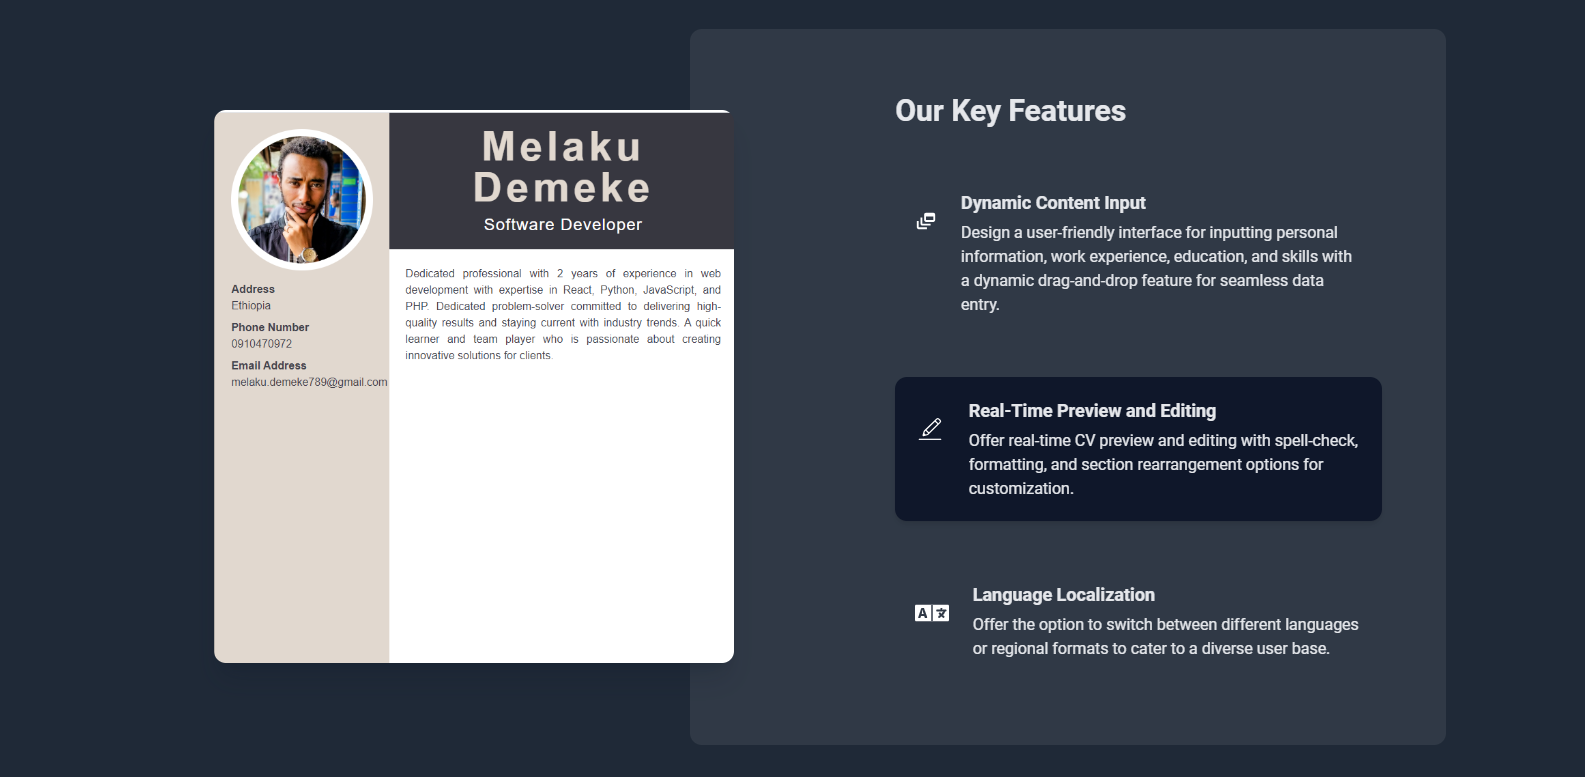 Melaku
Demeke
Software Developer
Address
Ethiopia
Phone Number
0910470972
Email Address
melaku.demeke789@gmail.com
Dedicated professional with 2 years of experience in web
development with expertise in React, Python, JavaScript, and
PHP. Dedicated problem-solver committed to delivering high-
quality results and staying current with industry trends. A quick
learner and team player who is passionate about creating
innovative solutions for clients.
Our Key Features
Dynamic Content Input
Design a user-friendly interface for inputting personal
information, work experience, education, and skills with
a dynamic drag-and-drop feature for seamless data
entry.
Real-Time Preview and Editing
Offer real-time CV preview and editing with spell-check,
formatting, and section rearrangement options for
customization.
A 文
Language Localization
Offer the option to switch between different languages
or regional formats to cater to a diverse user base.